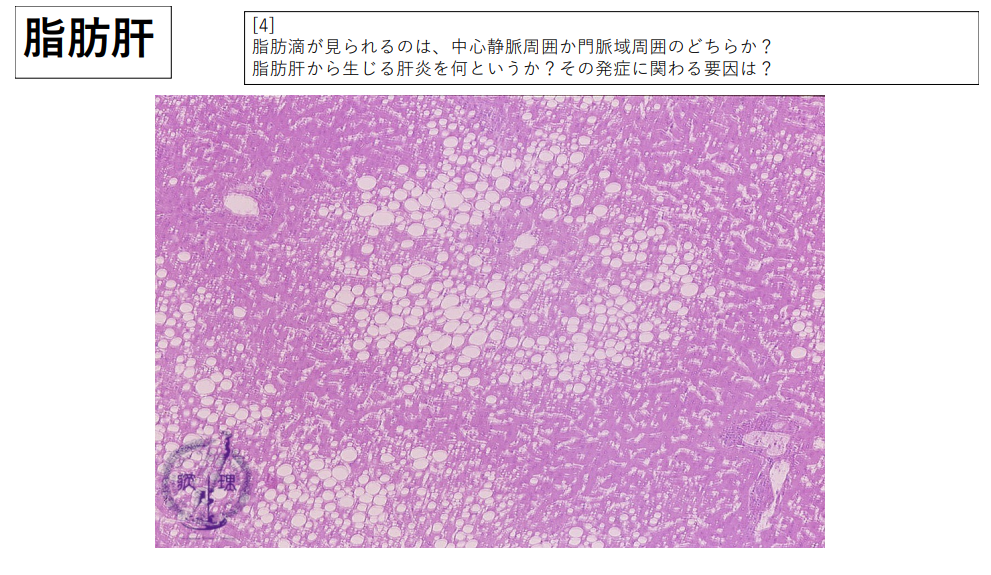 脂肪肝
[4]
脂肪滴が見られるのは、中心静脈周囲か門脈域周囲のどちらか？
脂肪肝から生じる肝炎を何というか？その発症に関わる要因は？
病理